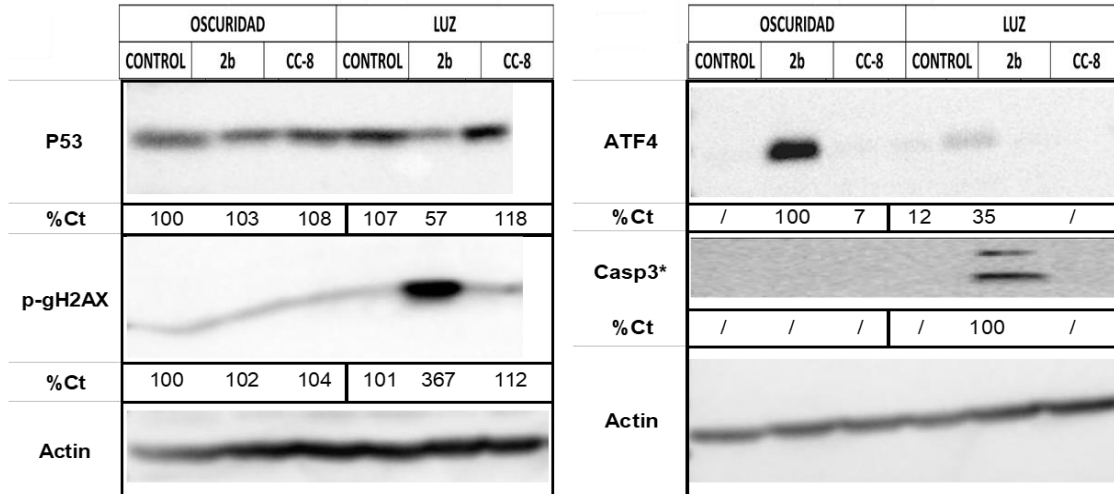 OSCURIDAD LUZ
CONTROL 2b CC-8 CONTROL 2b CC-8
P53
%Ct 100 103 108 107 57 118
p-gH2AX
%Ct 100 102 104 101 367 112
Actin
OSCURIDAD LUZ
CONTROL 2b CC-8 CONTROL 2b CC-8
ATF4
%Ct / 100 7 12 35 /
Casp3*
%Ct / / / / 100 /
Actin